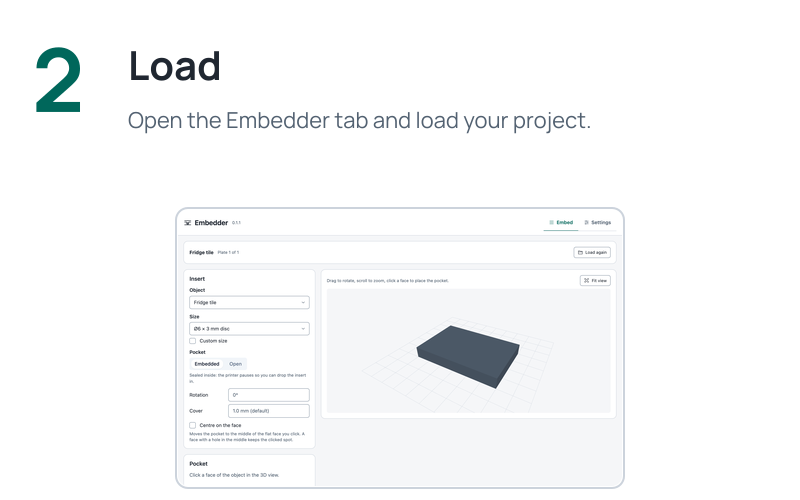 2
Load
Open the Embedder tab and load your project.
Embedder 0.1.1
Embed
Settings
Fridge tile Plate 1 of 1
Load again
Insert
Object
Fridge tile
Size
Ø6 × 3 mm disc
Custom size
Pocket
Embedded Open
Sealed inside: the printer pauses so you can drop the insert
in.
Rotation 0°
Cover 1.0 mm (default)
Centre on the face
Moves the pocket to the middle of the flat face you click. A
face with a hole in the middle keeps the clicked spot.
Pocket
Click a face of the object in the 3D view.
Drag to rotate, scroll to zoom, click a face to place the pocket.
Fit view